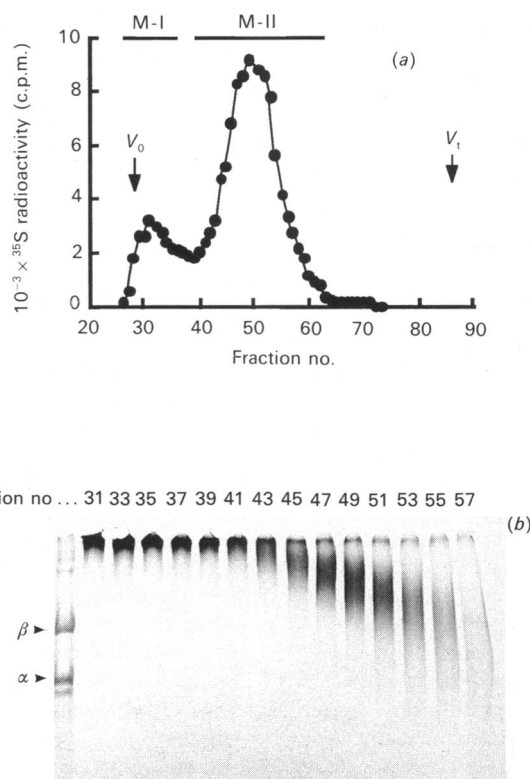 M-I M-II
10
(a)
8
V₀ Vₜ
6
4
2
0
20 30 40 50 60 70 80 90
10⁻³ × ³⁵S radioactivity (c.p.m.)
Fraction no.
ion no ... 31 33 35 37 39 41 43 45 47 49 51 53 55 57
(b)
β
α